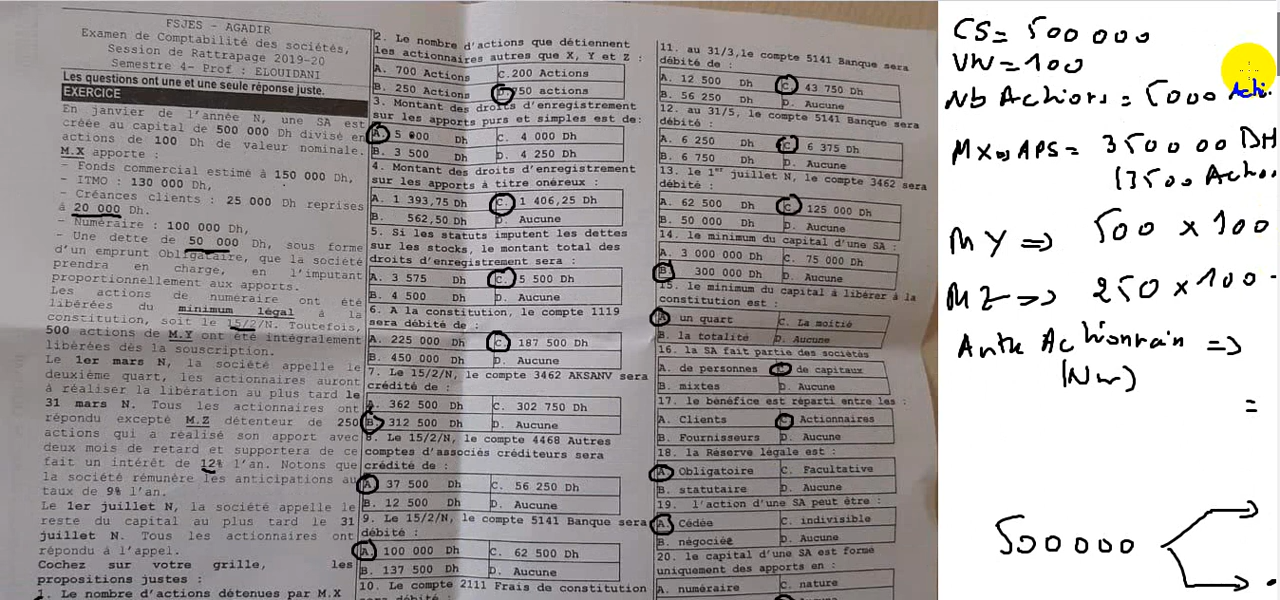 FSJES - AGADIR
Examen de Comptabilité des sociétés,
Session de Rattrapage 2019-20
Semestre 4- Prof : ELOUIDANI
Les questions ont une et seule réponse juste.
EXERCICE
En janvier de l'année N, une SA est
créée au capital de 500 000 Dh divisé en
actions de 100 Dh de valeur nominale.
M.X apporte :
- Fonds commercial estimé à 150 000 Dh,
- ITMO : 130 000 Dh,
- Créances clients : 25 000 Dh reprises
à 20 000 Dh.
- Numéraire : 100 000 Dh,
- Une dette de 50 000 Dh, sous forme
d'un emprunt Obligataire, que la société
prendra en charge, en l'imputant
proportionnellement aux apports.
Les actions de numéraire ont été
libérées du minimum légal à la
constitution, soit le 15/2/N. Toutefois,
500 actions de M.Y ont été intégralement
libérées dès la souscription.
Le 1er mars N, la société appelle le
deuxième quart, les actionnaires auront
à réaliser la libération au plus tard le
31 mars N. Tous les actionnaires ont
répondu excepté M.Z détenteur de 250
actions qui a réalisé son apport avec
deux mois de retard et supportera de ce
fait un intérêt de 12% l'an. Notons que
la société rémunère les anticipations au
taux de 9% l'an.
Le 1er juillet N, la société appelle le
reste du capital au plus tard le 31
juillet N. Tous les actionnaires ont
répondu à l'appel.
Cochez sur votre grille, les
propositions justes :
1. Le nombre d'actions détenues par M.X
2. Le nombre d'actions que détiennent
les actionnaires autres que X, Y et Z :
A. 700 Actions C. 200 Actions
B. 250 Actions 750 actions
3. Montant des droits d'enregistrement
sur les apports purs et simples est de:
A 5 000 Dh C. 4 000 Dh
B. 3 500 Dh D. 4 250 Dh
4. Montant des droits d'enregistrement
sur les apports à titre onéreux :
A. 1 393,75 Dh C. 1 406,25 Dh
B. 562,50 Dh D. Aucune
5. Si les statuts imputent les dettes
sur les stocks, le montant total des
droits d'enregistrement sera :
A. 3 575 Dh C. 5 500 Dh
B. 4 500 Dh D. Aucune
6. A la constitution, le compte 1119
sera débité de :
A. 225 000 Dh C. 187 500 Dh
B. 450 000 Dh D. Aucune
7. Le 15/2/N, le compte 3462 AKSANV sera
crédité de :
A. 362 500 Dh C. 302 750 Dh
B. 312 500 Dh D. Aucune
8. Le 15/2/N, le compte 4468 Autres
comptes d'associés créditeurs sera
crédité de :
A 37 500 Dh C. 56 250 Dh
B. 12 500 Dh D. Aucune
9. Le 15/2/N, le compte 5141 Banque sera
débité :
A 100 000 Dh C. 62 500 Dh
B. 137 500 Dh D. Aucune
10. Le compte 2111 Frais de constitution
sera débité :
11. au 31/3,le compte 5141 Banque sera
débité de :
A. 12 500 Dh C. 43 750 Dh
B. 56 250 Dh D. Aucune
12. au 31/5, le compte 5141 Banque sera
débité :
A. 6 250 Dh C. 6 375 Dh
B. 6 750 Dh D. Aucune
13. le 1er juillet N, le compte 3462 sera
débité :
A. 62 500 Dh C. 125 000 Dh
B. 50 000 Dh D. Aucune
14. le minimum du capital d'une SA :
A. 3 000 000 Dh C. 75 000 Dh
B. 300 000 Dh D. Aucune
15. le minimum du capital à libérer à la
constitution est :
A un quart C. La moitié
B. la totalité D. Aucune
16. la SA fait partie des sociétés
A. de personnes C de capitaux
B. mixtes D. Aucune
17. le bénéfice est réparti entre les :
A. Clients C Actionnaires
B. Fournisseurs D. Aucune
18. la Réserve légale est :
A Obligatoire C. Facultative
B. statutaire D. Aucune
19. l'action d'une SA peut être :
A Cédée C. indivisible
B. négociée D. Aucune
20. le capital d'une SA est formé
uniquement des apports en :
A. numéraire C. nature
CS= 500 000
VN=100
Nb Actions = 5000 Acti.
MX⇒ APS= 350000 DH
(3500 Actio..
MY ⇒ 500 x 100
MZ ⇒ 250 x 100
Autre Actionnair ⇒
(Nw)
=
500 000